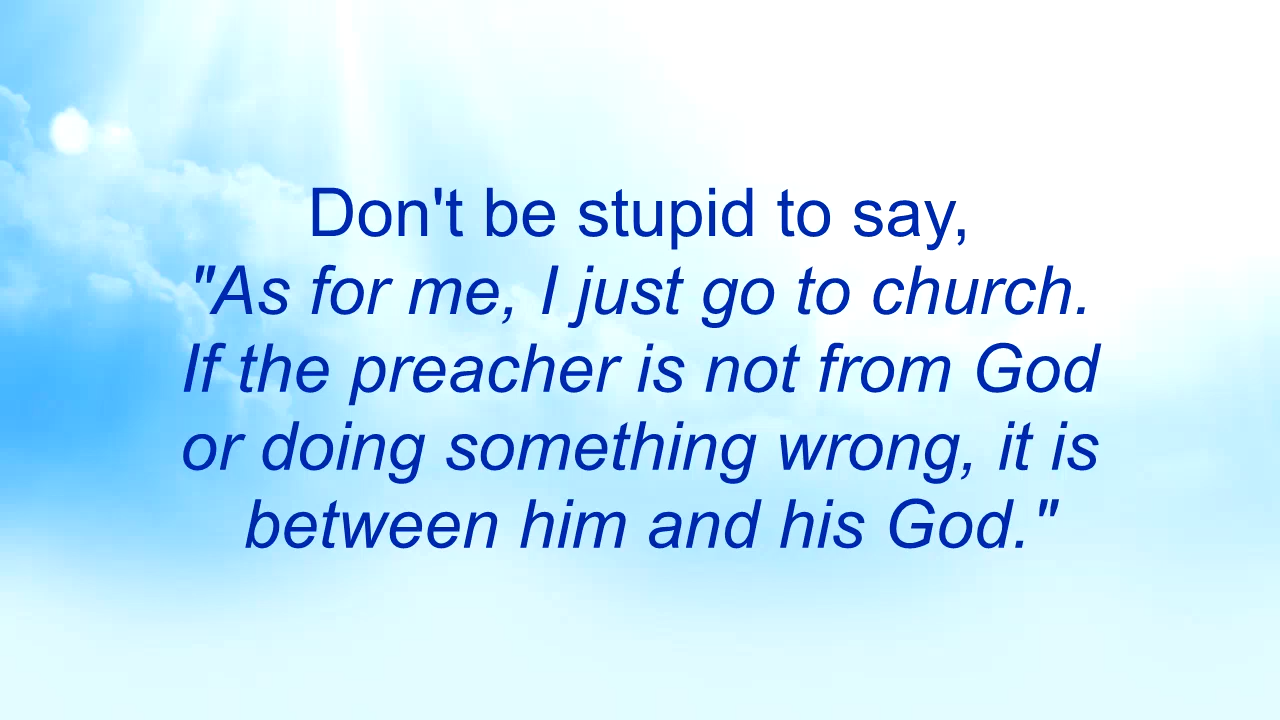 Don't be stupid to say,
"As for me, I just go to church.
If the preacher is not from God
or doing something wrong, it is
between him and his God."